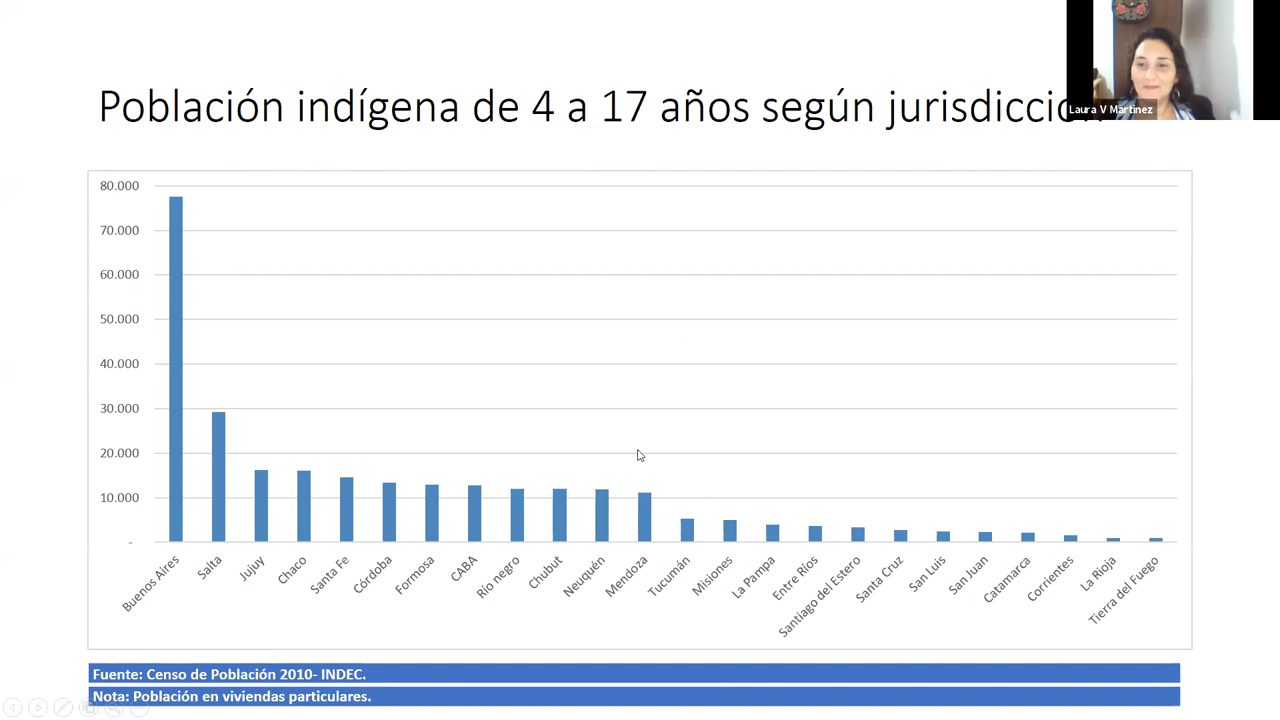 Población indígena de 4 a 17 años según jurisdicción
Laura V Martinez
80.000
70.000
60.000
50.000
40.000
30.000
20.000
10.000
-
Buenos Aires
Salta
Jujuy
Chaco
Santa Fe
Córdoba
Formosa
CABA
Río negro
Chubut
Neuquén
Mendoza
Tucumán
Misiones
La Pampa
Entre Ríos
Santiago del Estero
Santa Cruz
San Luis
San Juan
Catamarca
Corrientes
La Rioja
Tierra del Fuego
Fuente: Censo de Población 2010- INDEC.
Nota: Población en viviendas particulares.